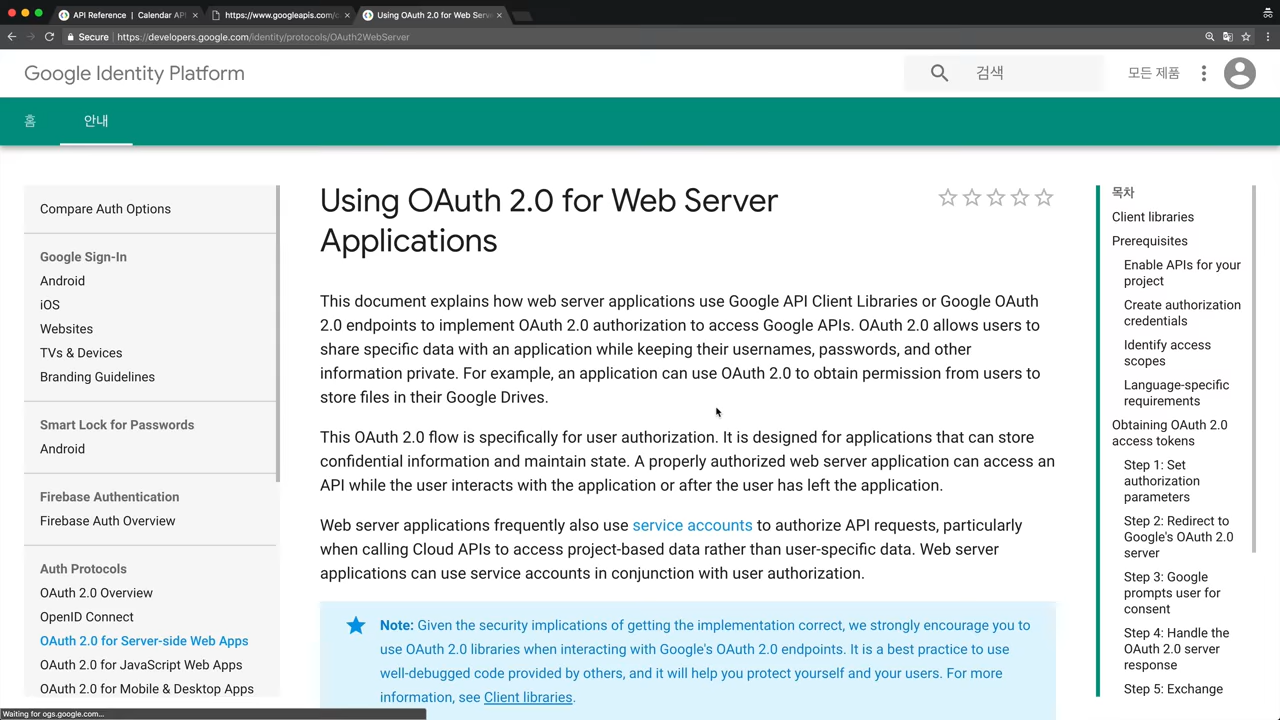 API Reference | Calendar API
https://www.googleapis.com/c
Using OAuth 2.0 for Web Serve
Secure
https://developers.google.com/identity/protocols/OAuth2WebServer
Google Identity Platform
검색
모든 제품
홈
안내
Compare Auth Options
Google Sign-In
Android
iOS
Websites
TVs & Devices
Branding Guidelines
Smart Lock for Passwords
Android
Firebase Authentication
Firebase Auth Overview
Auth Protocols
OAuth 2.0 Overview
OpenID Connect
OAuth 2.0 for Server-side Web Apps
OAuth 2.0 for JavaScript Web Apps
OAuth 2.0 for Mobile & Desktop Apps
Using OAuth 2.0 for Web Server
Applications
This document explains how web server applications use Google API Client Libraries or Google OAuth
2.0 endpoints to implement OAuth 2.0 authorization to access Google APIs. OAuth 2.0 allows users to
share specific data with an application while keeping their usernames, passwords, and other
information private. For example, an application can use OAuth 2.0 to obtain permission from users to
store files in their Google Drives.
This OAuth 2.0 flow is specifically for user authorization. It is designed for applications that can store
confidential information and maintain state. A properly authorized web server application can access an
API while the user interacts with the application or after the user has left the application.
Web server applications frequently also use service accounts to authorize API requests, particularly
when calling Cloud APIs to access project-based data rather than user-specific data. Web server
applications can use service accounts in conjunction with user authorization.
Note: Given the security implications of getting the implementation correct, we strongly encourage you to
use OAuth 2.0 libraries when interacting with Google's OAuth 2.0 endpoints. It is a best practice to use
well-debugged code provided by others, and it will help you protect yourself and your users. For more
information, see Client libraries.
목차
Client libraries
Prerequisites
Enable APIs for your
project
Create authorization
credentials
Identify access
scopes
Language-specific
requirements
Obtaining OAuth 2.0
access tokens
Step 1: Set
authorization
parameters
Step 2: Redirect to
Google's OAuth 2.0
server
Step 3: Google
prompts user for
consent
Step 4: Handle the
OAuth 2.0 server
response
Step 5: Exchange
Waiting for ogs.google.com...